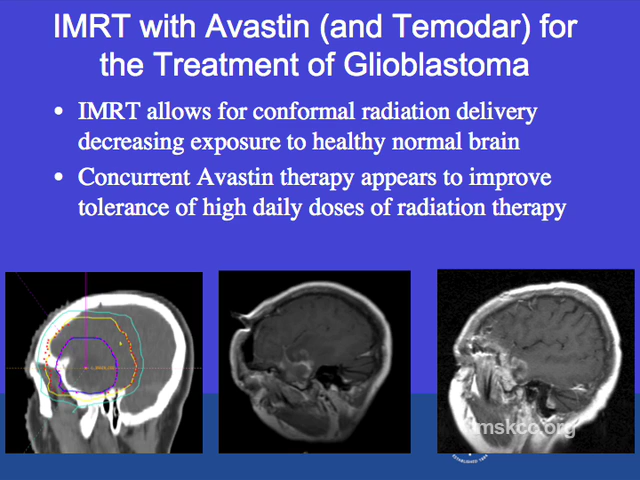 IMRT with Avastin (and Temodar) for
the Treatment of Glioblastoma
• IMRT allows for conformal radiation delivery
decreasing exposure to healthy normal brain
• Concurrent Avastin therapy appears to improve
tolerance of high daily doses of radiation therapy
mskcc.org